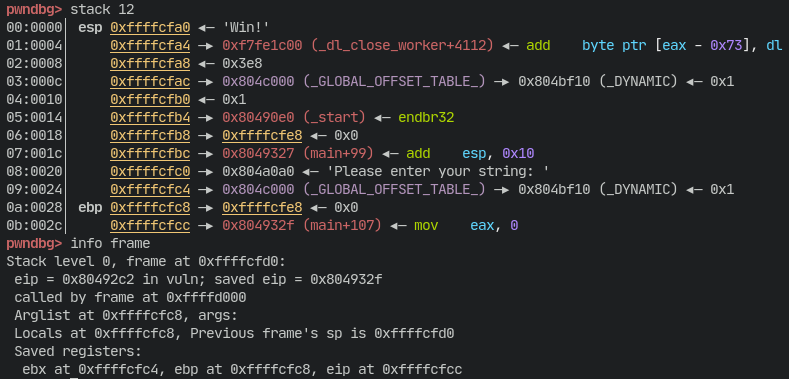 pwndbg> stack 12
00:0000│ esp 0xffffcfa0 ◂— 'Win!'
01:0004│     0xffffcfa4 —▸ 0xf7fe1c00 (_dl_close_worker+4112) ◂— add    byte ptr [eax - 0x73], dl
02:0008│     0xffffcfa8 ◂— 0x3e8
03:000c│     0xffffcfac —▸ 0x804c000 (_GLOBAL_OFFSET_TABLE_) —▸ 0x804bf10 (_DYNAMIC) ◂— 0x1
04:0010│     0xffffcfb0 ◂— 0x1
05:0014│     0xffffcfb4 —▸ 0x80490e0 (_start) ◂— endbr32
06:0018│     0xffffcfb8 —▸ 0xffffcfe8 ◂— 0x0
07:001c│     0xffffcfbc —▸ 0x8049327 (main+99) ◂— add    esp, 0x10
08:0020│     0xffffcfc0 —▸ 0x804a0a0 ◂— 'Please enter your string: '
09:0024│     0xffffcfc4 —▸ 0x804c000 (_GLOBAL_OFFSET_TABLE_) —▸ 0x804bf10 (_DYNAMIC) ◂— 0x1
0a:0028│ ebp 0xffffcfc8 —▸ 0xffffcfe8 ◂— 0x0
0b:002c│     0xffffcfcc —▸ 0x804932f (main+107) ◂— mov    eax, 0
pwndbg> info frame
Stack level 0, frame at 0xffffcfd0:
 eip = 0x80492c2 in vuln; saved eip = 0x804932f
 called by frame at 0xffffd000
 Arglist at 0xffffcfc8, args:
 Locals at 0xffffcfc8, Previous frame's sp is 0xffffcfd0
 Saved registers:
  ebx at 0xffffcfc4, ebp at 0xffffcfc8, eip at 0xffffcfcc